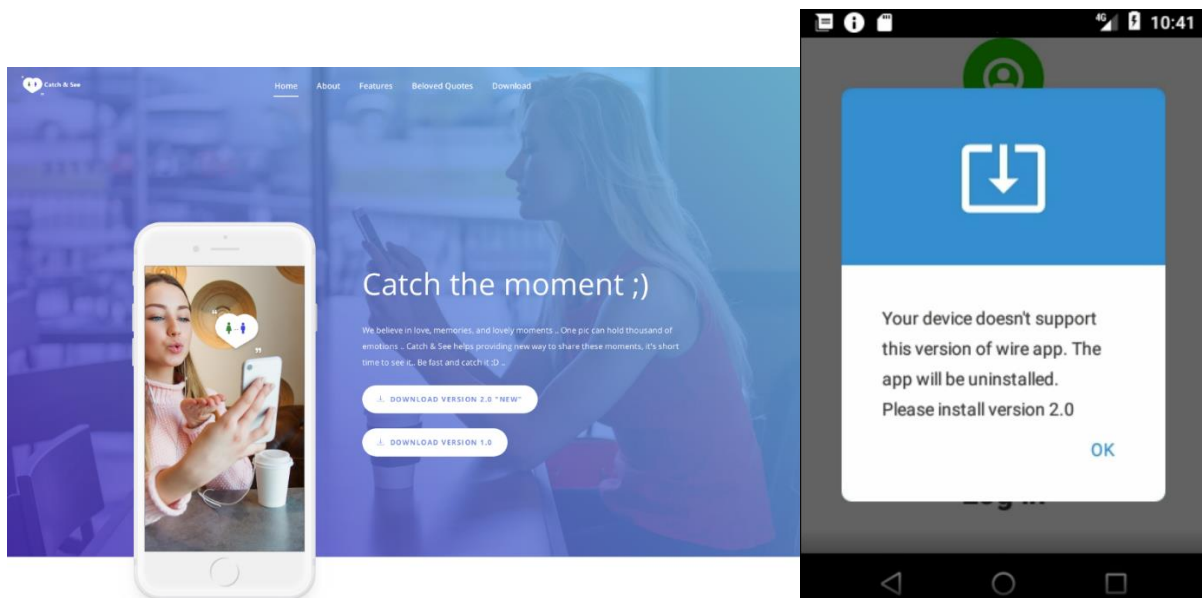 Catch & See
Home About Features Beloved Quotes Download
Catch the moment ;)
We believe in love, memories, and lovely moments .. One pic can hold thousand of
emotions .. Catch & See helps providing new way to share these moments, it's short
time to see it.. Be fast and catch it :D ..
DOWNLOAD VERSION 2.0 "NEW"
DOWNLOAD VERSION 1.0
4G 10:41
Your device doesn't support
this version of wire app. The
app will be uninstalled.
Please install version 2.0
OK